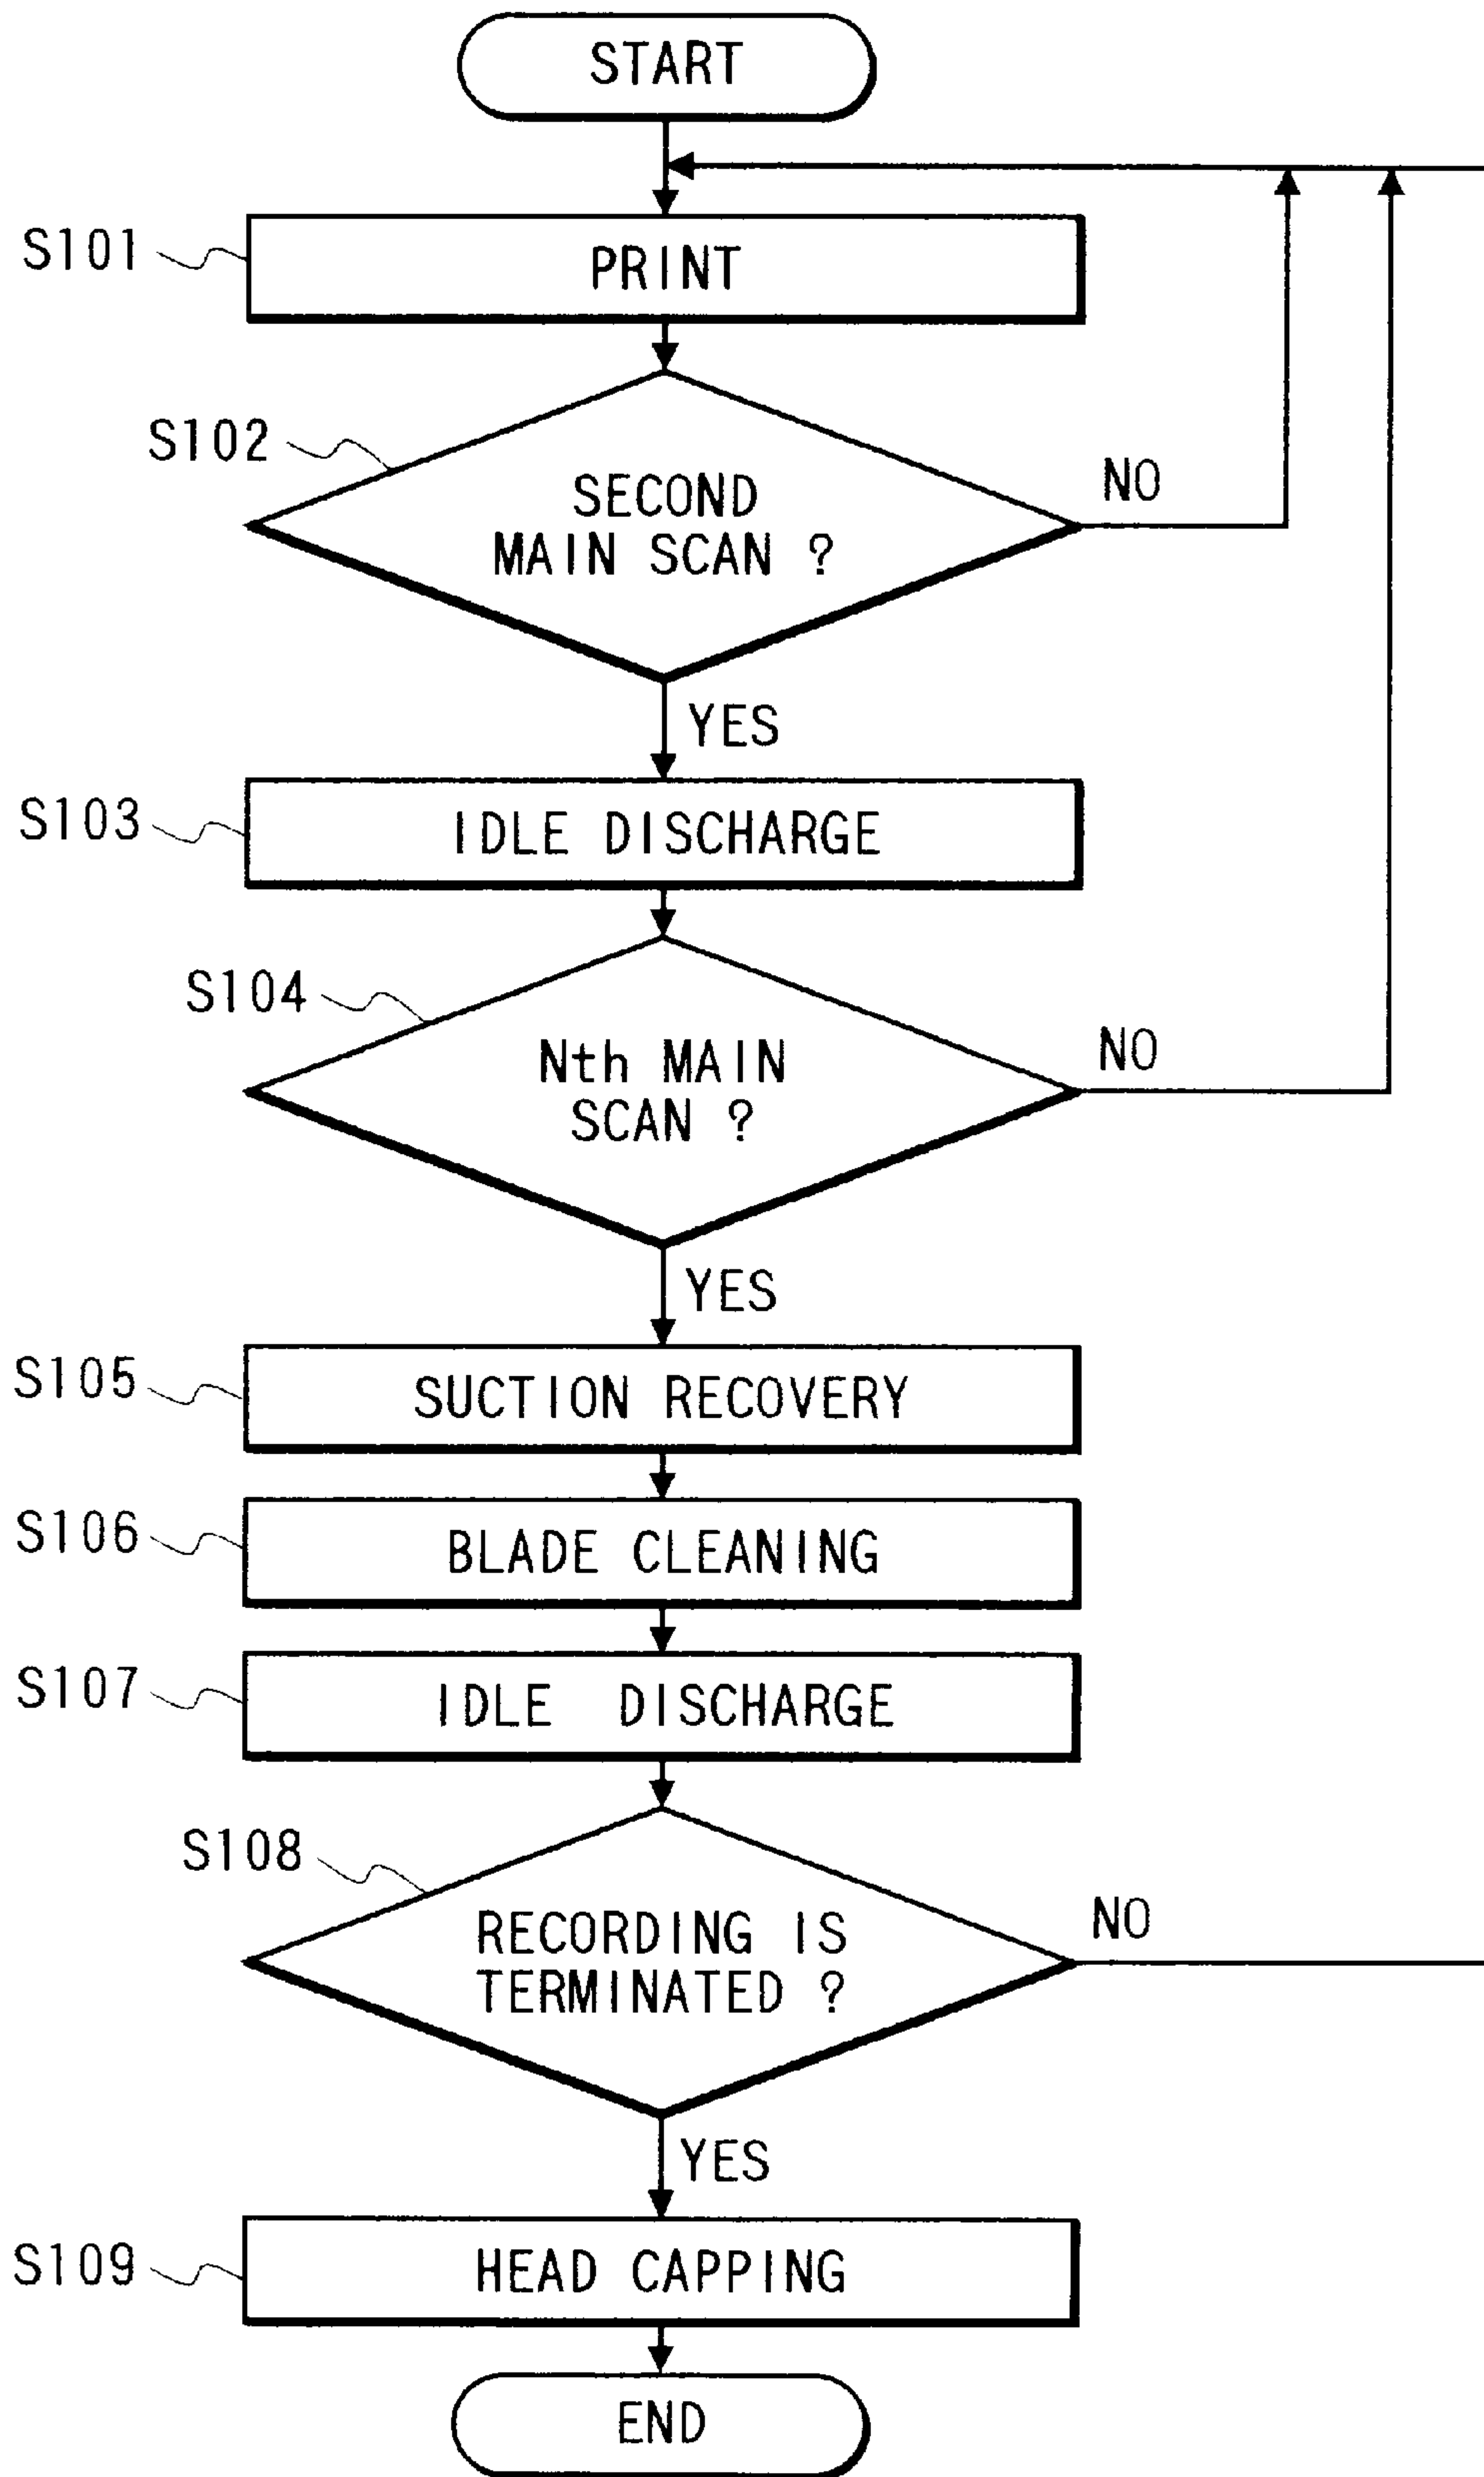 START
S101
PRINT
S102
SECOND
MAIN SCAN ?
NO
YES
S103
IDLE DISCHARGE
S104
Nth MAIN
SCAN ?
NO
YES
S105
SUCTION RECOVERY
S106
BLADE CLEANING
S107
IDLE DISCHARGE
S108
RECORDING IS
TERMINATED ?
NO
YES
S109
HEAD CAPPING
END